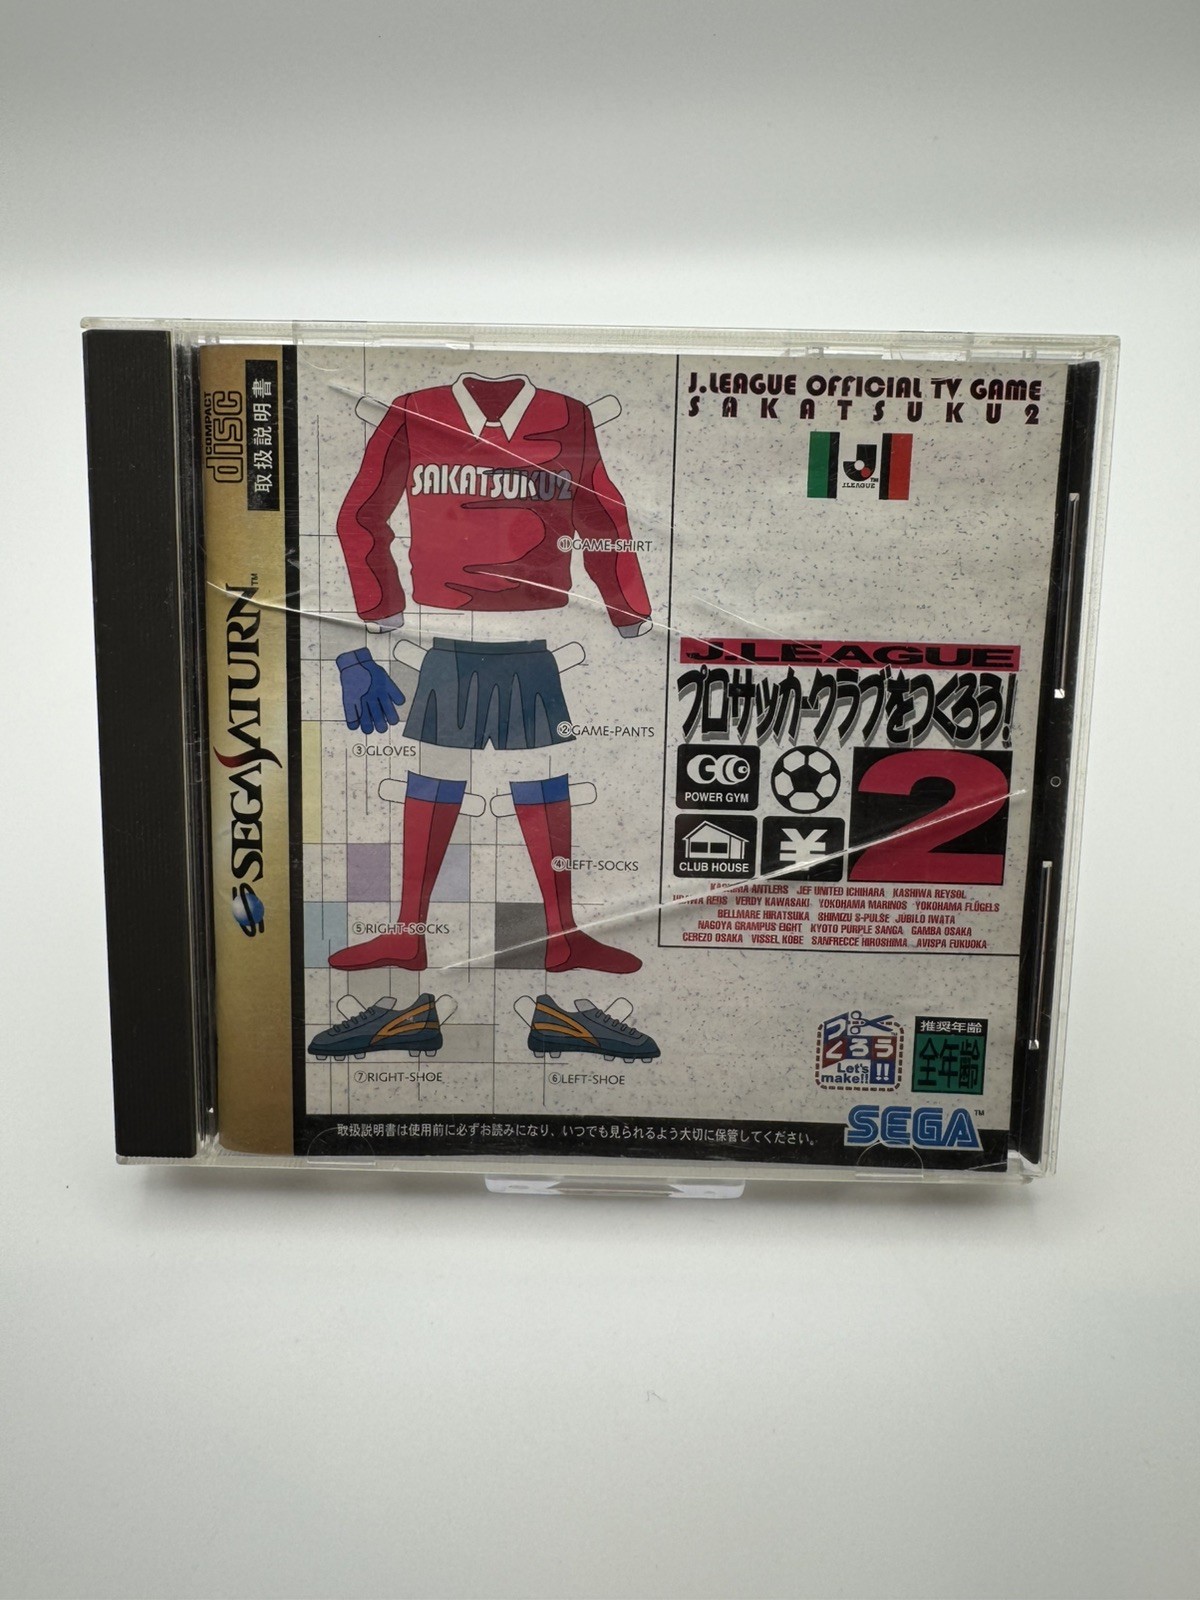 COMPACT
disc
取扱説明書
SEGA SATURN™
J.LEAGUE OFFICIAL TV GAME
SAKATSUKU 2
J.LEAGUE™
SAKATSUKU2
①GAME-SHIRT
②GAME-PANTS
③GLOVES
④LEFT-SOCKS
⑤RIGHT-SOCKS
⑦RIGHT-SHOE
⑥LEFT-SHOE
J.LEAGUE
プロサッカークラブをつくろう!
2
POWER GYM
CLUB HOUSE
¥
KASHIMA ANTLERS JEF UNITED ICHIHARA KASHIWA REYSOL
URAWA REDS VERDY KAWASAKI YOKOHAMA MARINOS YOKOHAMA FLÜGELS
BELLMARE HIRATSUKA SHIMIZU S-PULSE JUBILO IWATA
NAGOYA GRAMPUS EIGHT KYOTO PURPLE SANGA GAMBA OSAKA
CEREZO OSAKA VISSEL KOBE SANFRECCE HIROSHIMA AVISPA FUKUOKA
つくろう!!
Let's
make!!
推奨年齢
全年齢
取扱説明書は使用前に必ずお読みになり、いつでも見られるよう大切に保管してください。
SEGA™